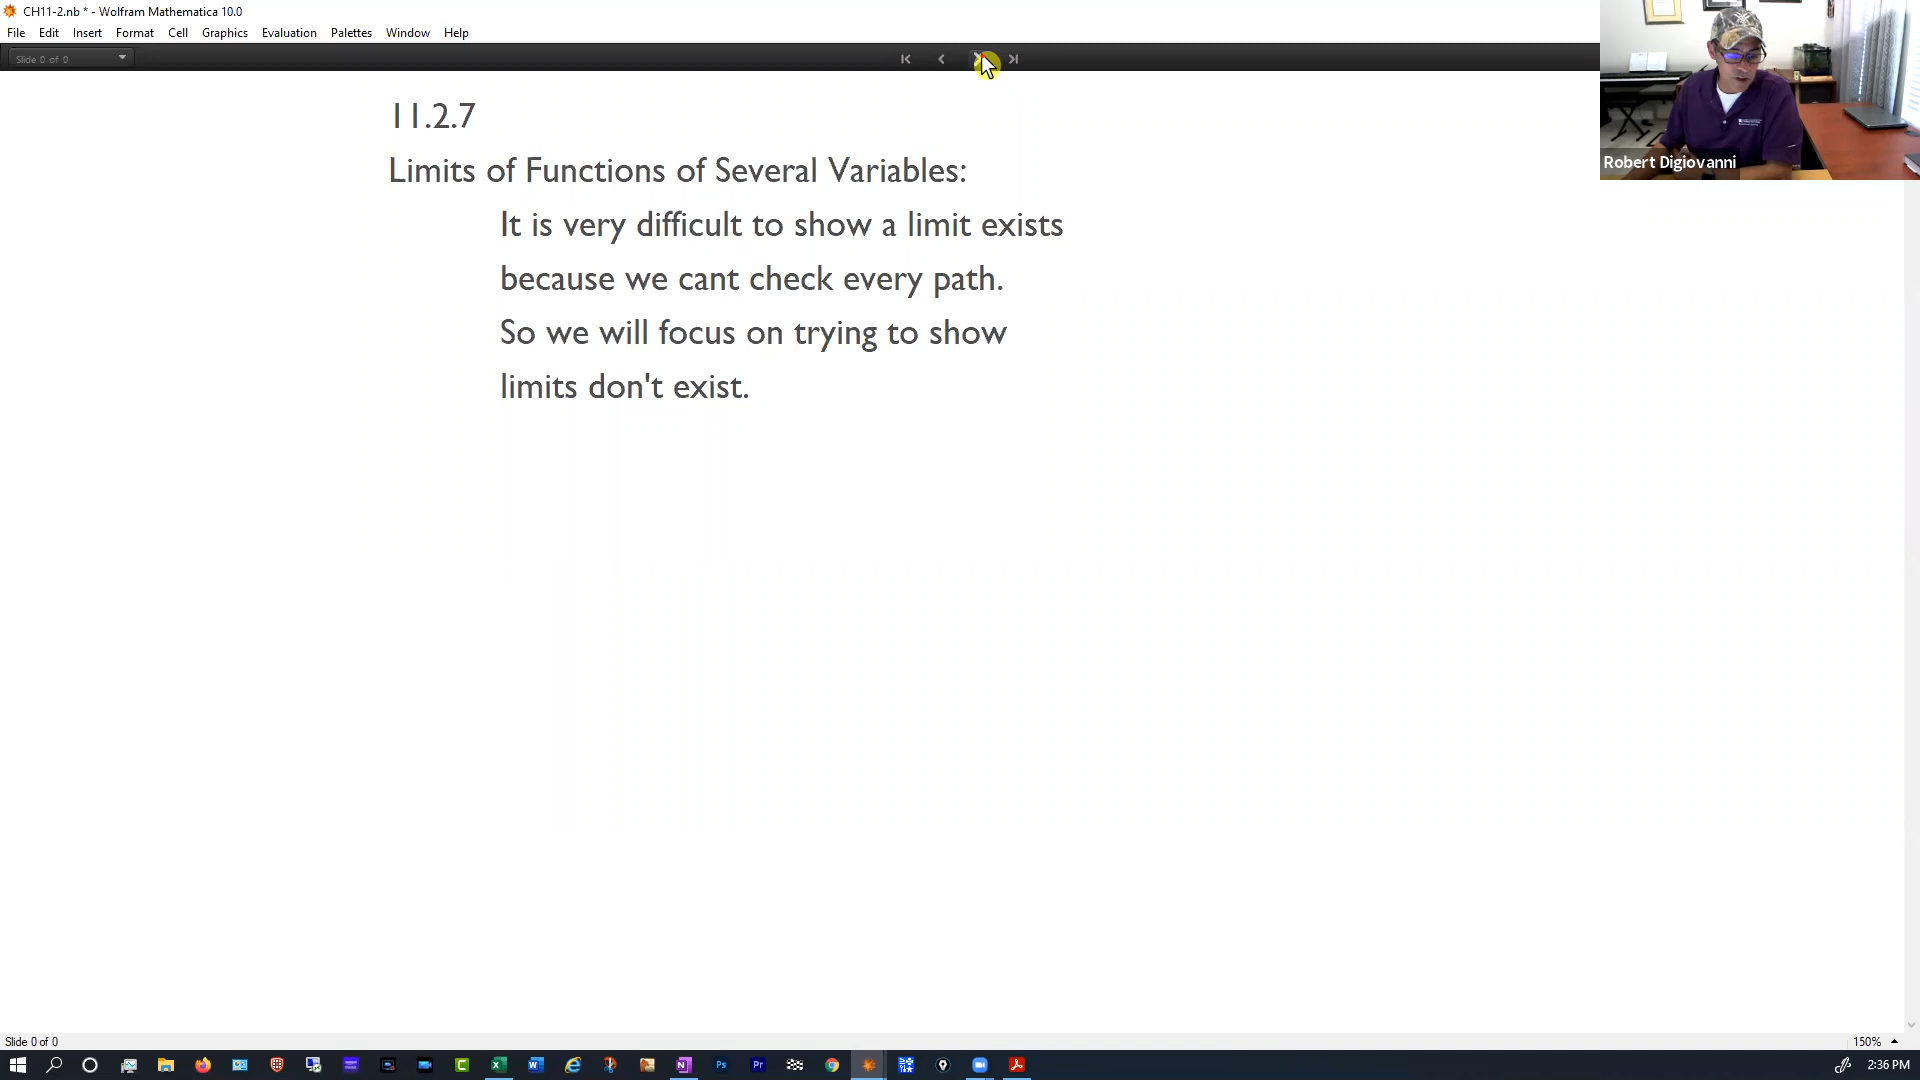 CH11-2.nb * - Wolfram Mathematica 10.0
File Edit Insert Format Cell Graphics Evaluation Palettes Window Help
Slide 0 of 0
11.2.7
Limits of Functions of Several Variables:
It is very difficult to show a limit exists
because we cant check every path.
So we will focus on trying to show
limits don't exist.
Robert Digiovanni
Slide 0 of 0
150%
2:36 PM